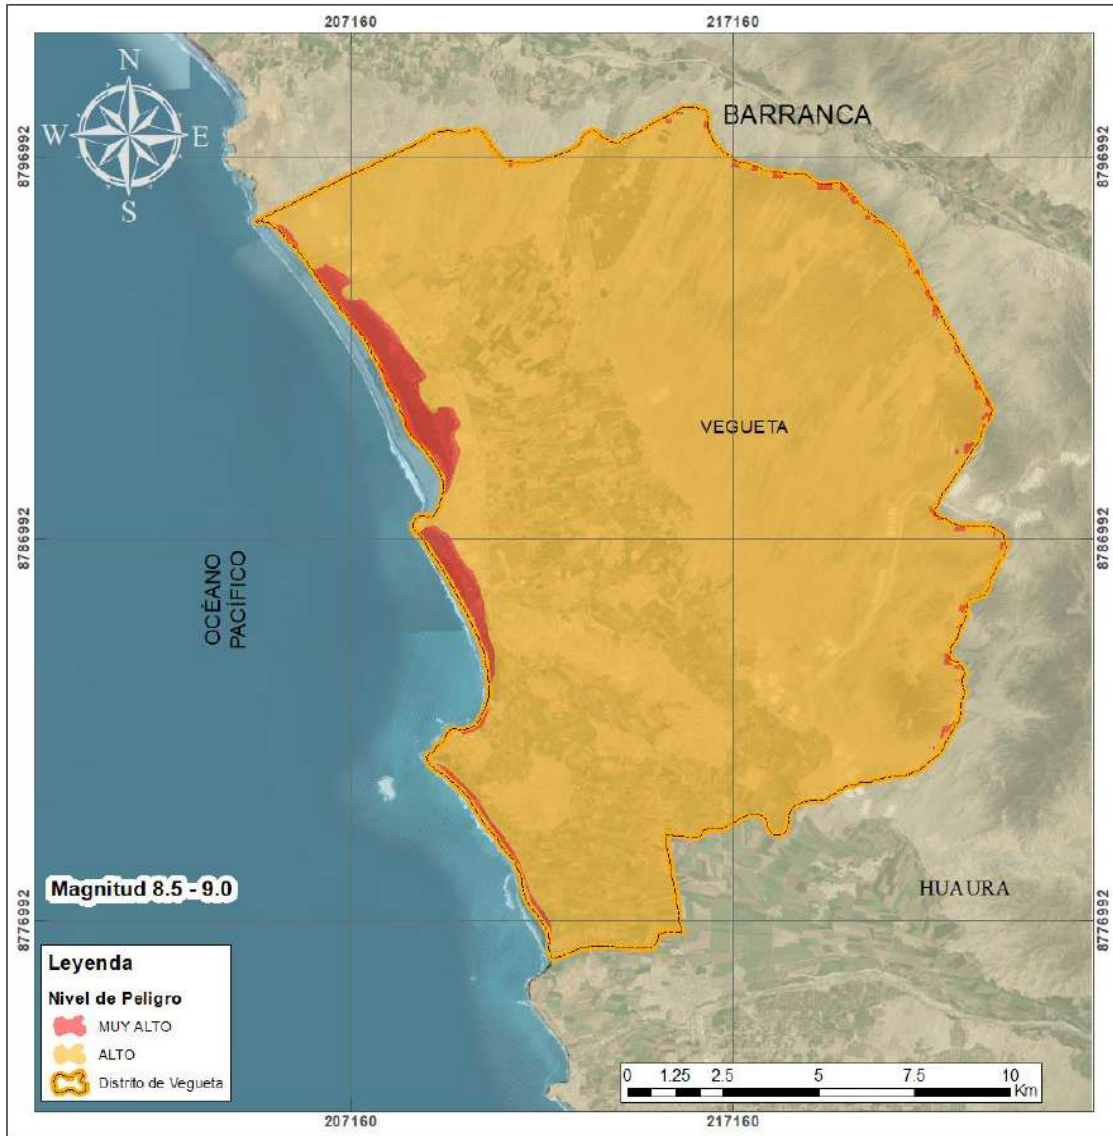 207160 217160
N
W E
S
BARRANCA
8796992 8796992
VEGUETA
8786992 8786992
OCÉANO
PACÍFICO
Magnitud 8.5 - 9.0
HUAURA
8776992 8776992
Leyenda
Nivel de Peligro
MUY ALTO
ALTO
Distrito de Vegueta
0 1.25 2.5 5 7.5 10
Km
207160 217160